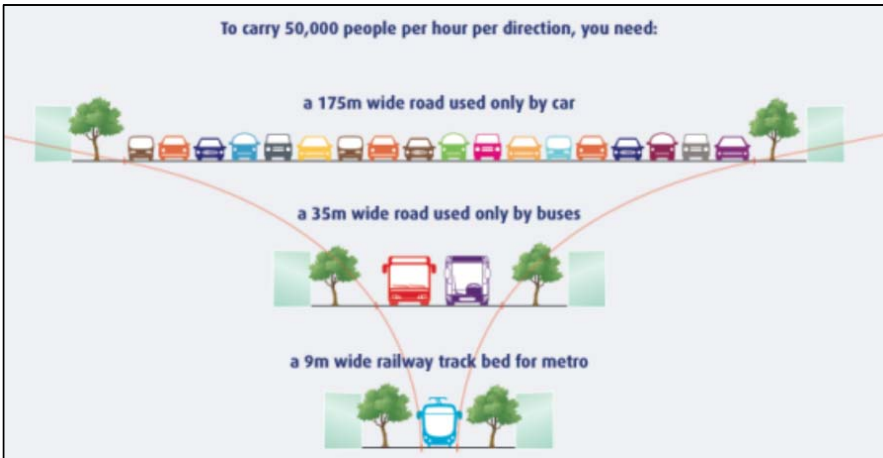 To carry 50,000 people per hour per direction, you need:
a 175m wide road used only by car
a 35m wide road used only by buses
a 9m wide railway track bed for metro